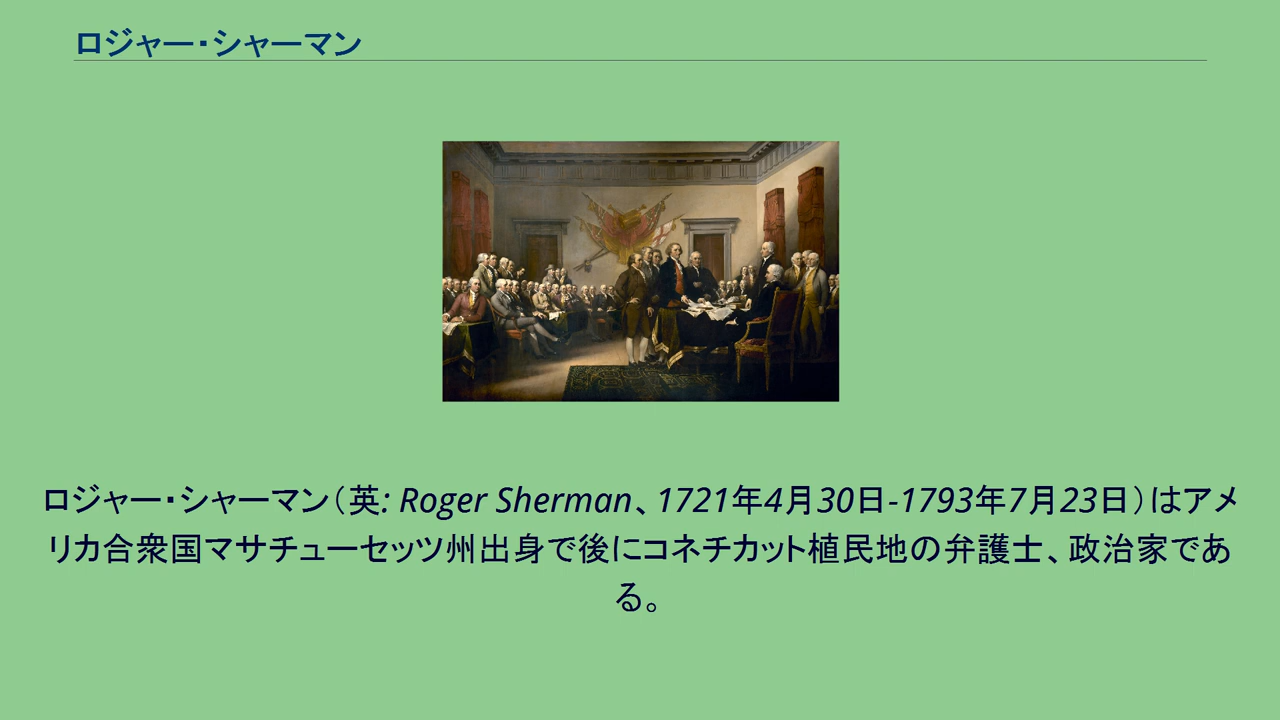 ロジャー・シャーマン
ロジャー・シャーマン（英: Roger Sherman、1721年4月30日-1793年7月23日）はアメ
リカ合衆国マサチューセッツ州出身で後にコネチカット植民地の弁護士、政治家であ
る。